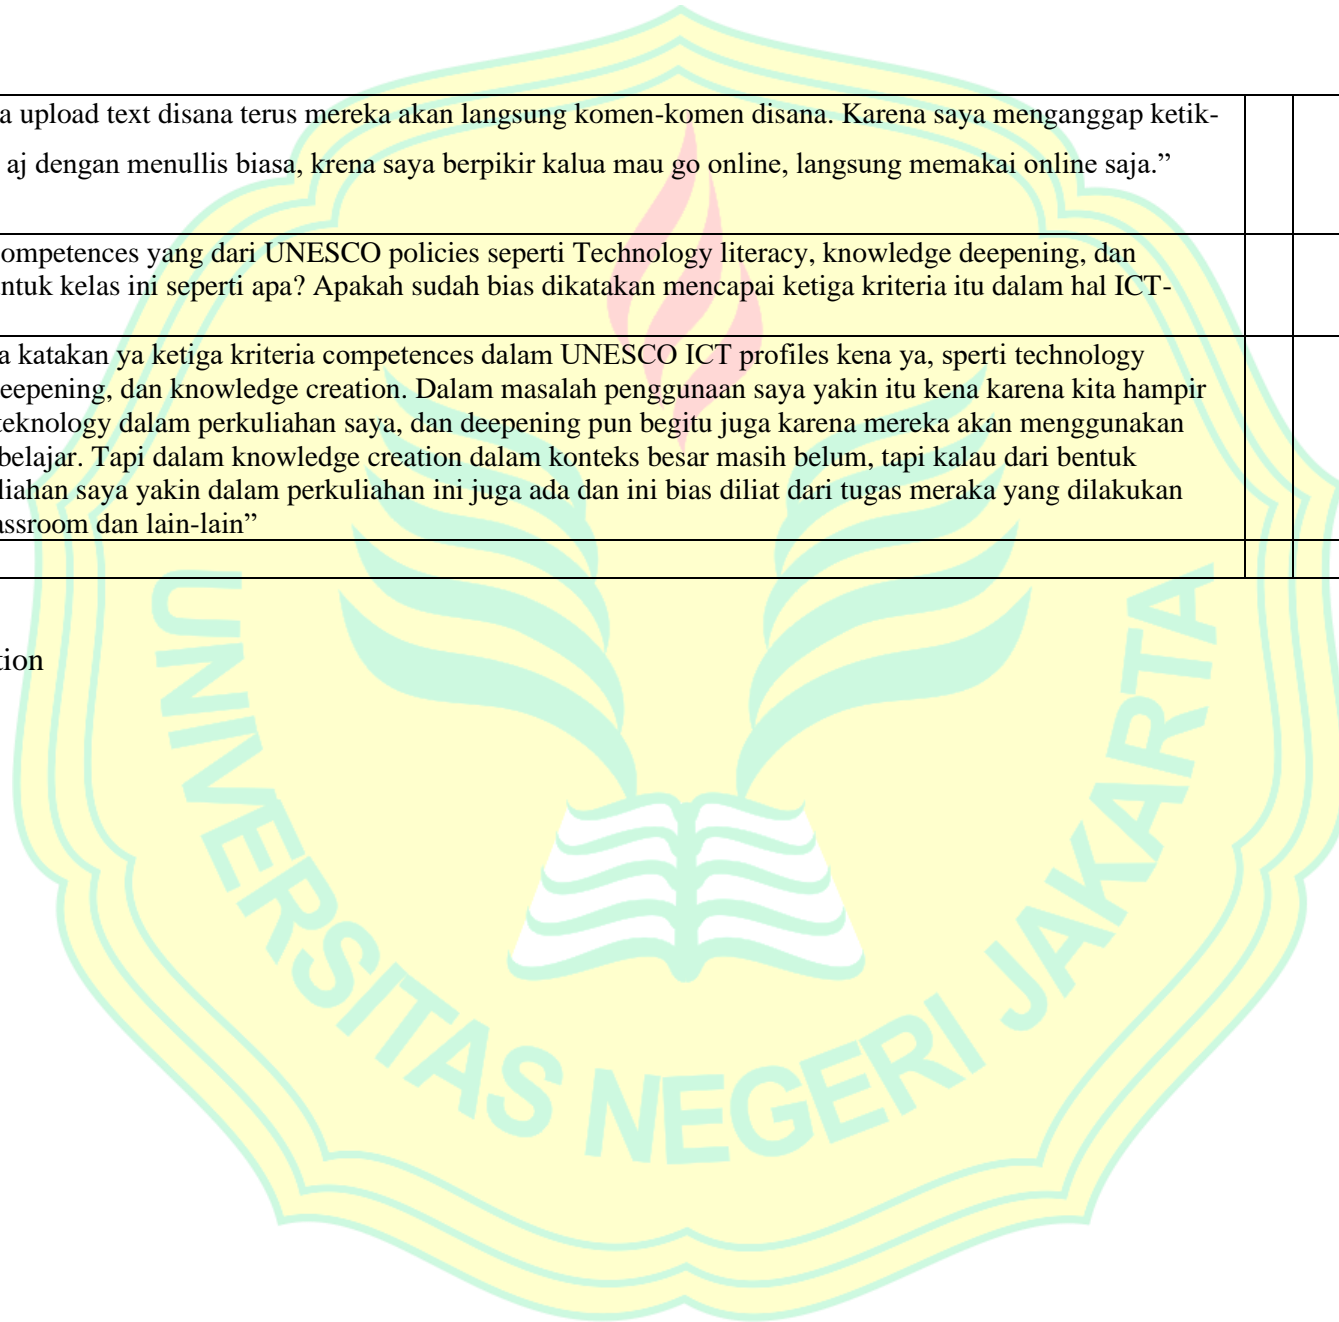 a upload text disana terus mereka akan langsung komen-komen disana. Karena saya menganggap ketik-
aj dengan menullis biasa, krena saya berpikir kalua mau go online, langsung memakai online saja.”
ompetences yang dari UNESCO policies seperti Technology literacy, knowledge deepening, dan
ntuk kelas ini seperti apa? Apakah sudah bias dikatakan mencapai ketiga kriteria itu dalam hal ICT-
a katakan ya ketiga kriteria competences dalam UNESCO ICT profiles kena ya, sperti technology
eepening, dan knowledge creation. Dalam masalah penggunaan saya yakin itu kena karena kita hampir
teknology dalam perkuliahan saya, dan deepening pun begitu juga karena mereka akan menggunakan
belajar. Tapi dalam knowledge creation dalam konteks besar masih belum, tapi kalau dari bentuk
liahan saya yakin dalam perkuliahan ini juga ada dan ini bias diliat dari tugas meraka yang dilakukan
assroom dan lain-lain”
tion
UNIVERSITAS NEGERI JAKARTA